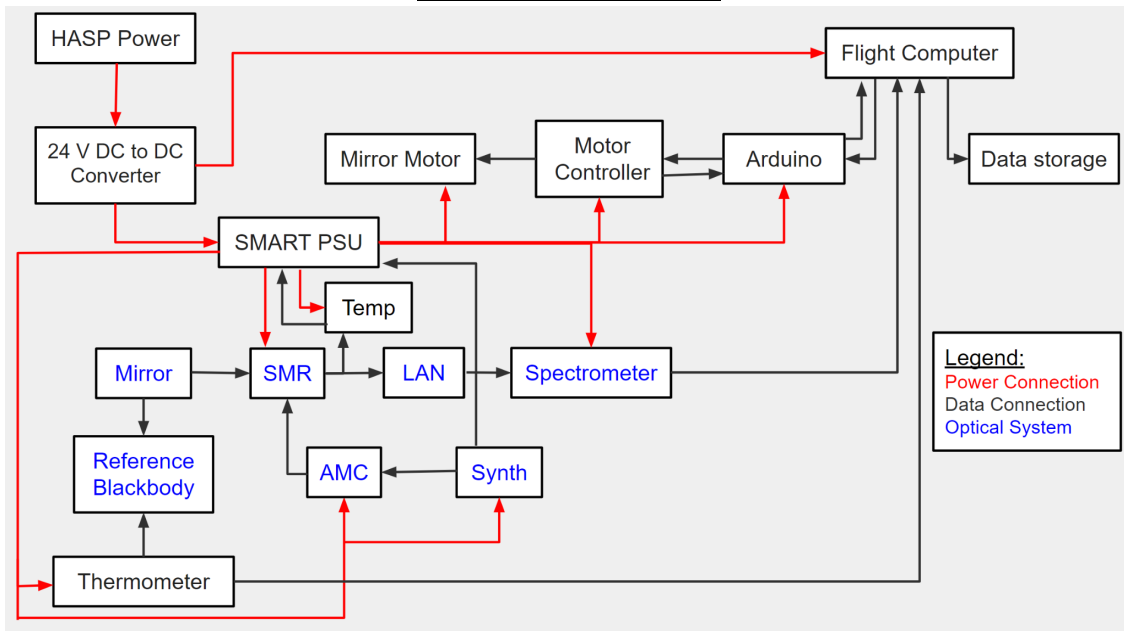 HASP Power
Flight Computer
24 V DC to DC
Converter
Mirror Motor
Motor
Controller
Arduino
Data storage
SMART PSU
Temp
Mirror
SMR
LAN
Spectrometer
Legend:
Power Connection
Data Connection
Optical System
Reference
Blackbody
AMC
Synth
Thermometer